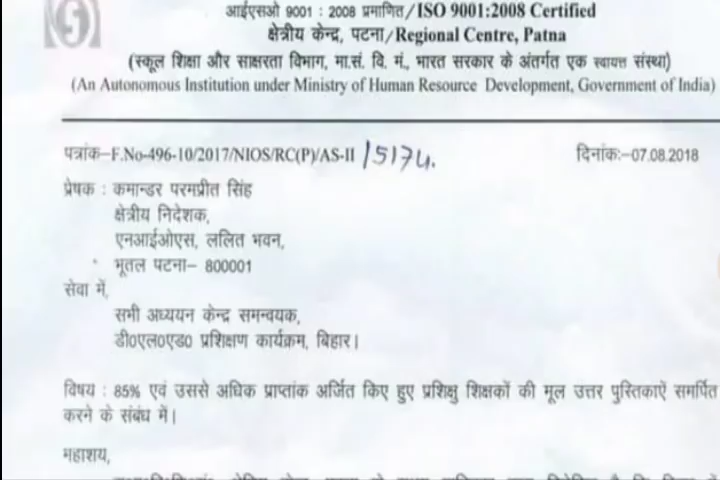 आईएसओ 9001 : 2008 प्रमाणित/ISO 9001:2008 Certified
क्षेत्रीय केन्द्र, पटना/Regional Centre, Patna
(स्कूल शिक्षा और साक्षरता विभाग, मा.सं. वि. मं., भारत सरकार के अंतर्गत एक स्वायत्त संस्था)
(An Autonomous Institution under Ministry of Human Resource Development, Government of India)
पत्रांक–F.No-496-10/2017/NIOS/RC(P)/AS-II /5174.
दिनांक:–07.08.2018
प्रेषक : कमान्डर परमप्रीत सिंह
क्षेत्रीय निदेशक,
एनआईओएस, ललित भवन,
भूतल पटना– 800001
सेवा में,
सभी अध्ययन केन्द्र समन्वयक,
डी०एल०एड० प्रशिक्षण कार्यक्रम, बिहार।
विषय : 85% एवं उससे अधिक प्राप्तांक अर्जित किए हुए प्रशिक्षु शिक्षकों की मूल उत्तर पुस्तिकाऐं समर्पित
करने के संबंध में।
महाशय,